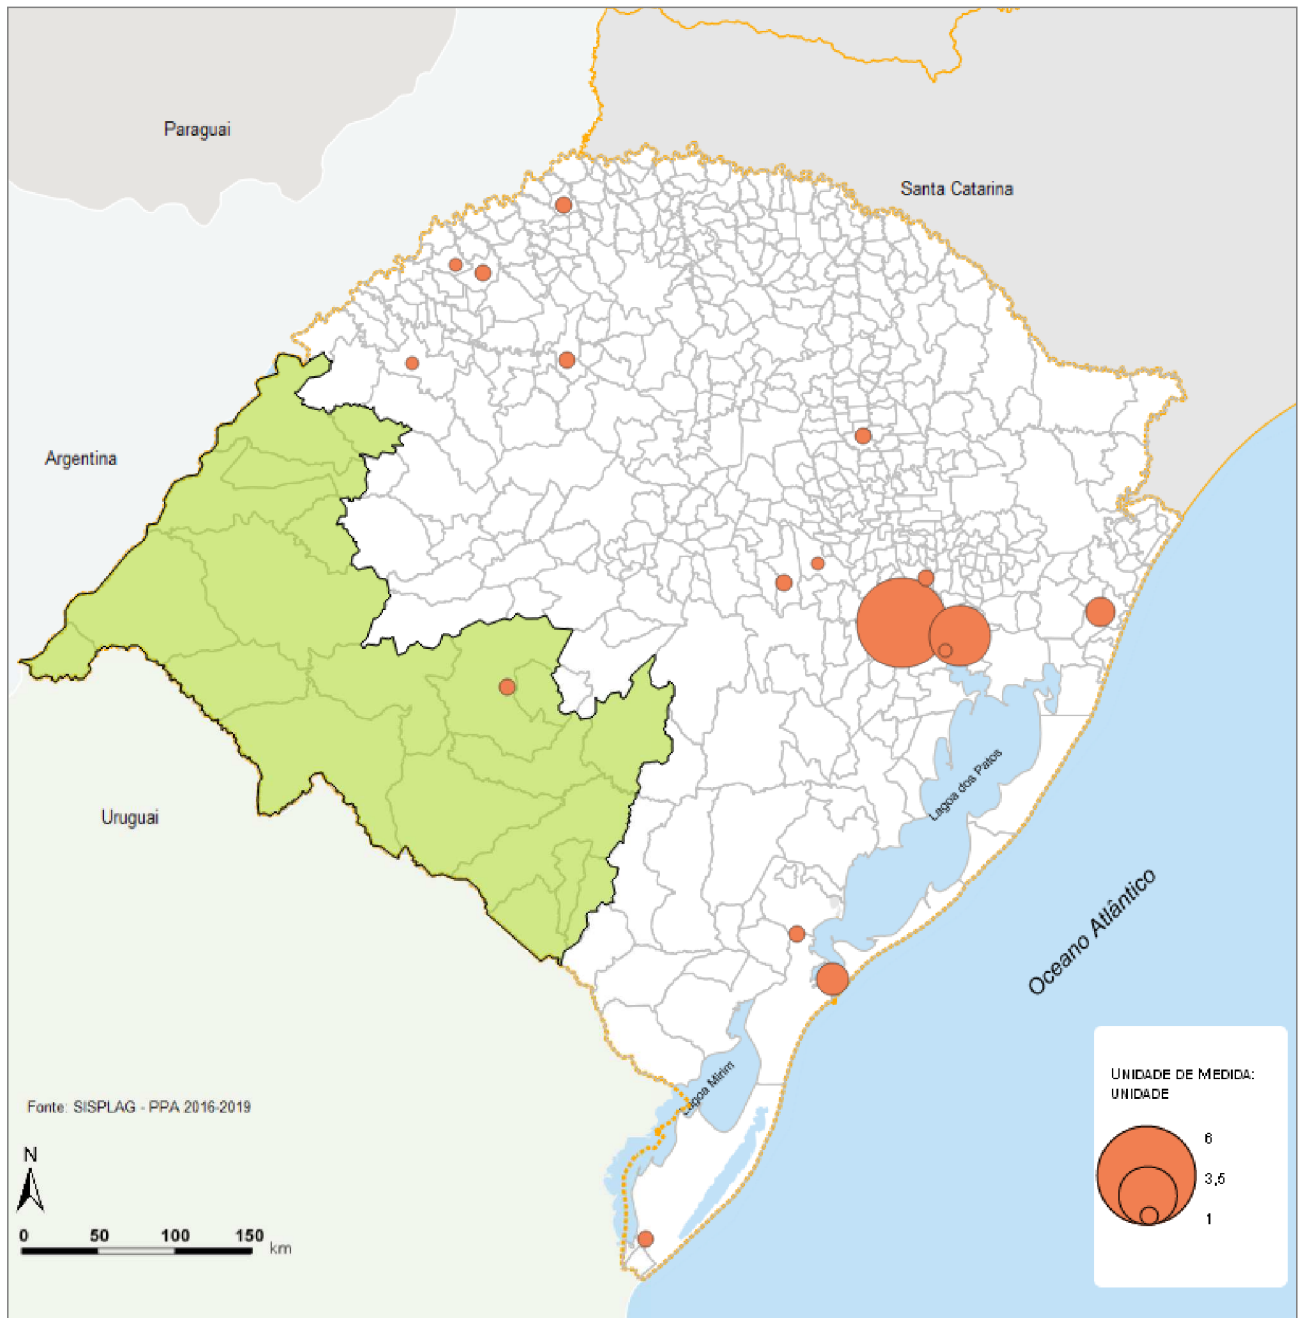 Paraguai
Santa Catarina
Argentina
Uruguai
Lagoa dos Patos
Oceano Atlântico
Lagoa Mirim
Fonte: SISPLAG - PPA 2016-2019
N
0 50 100 150
km
UNIDADE DE MEDIDA:
UNIDADE
6
3,5
1